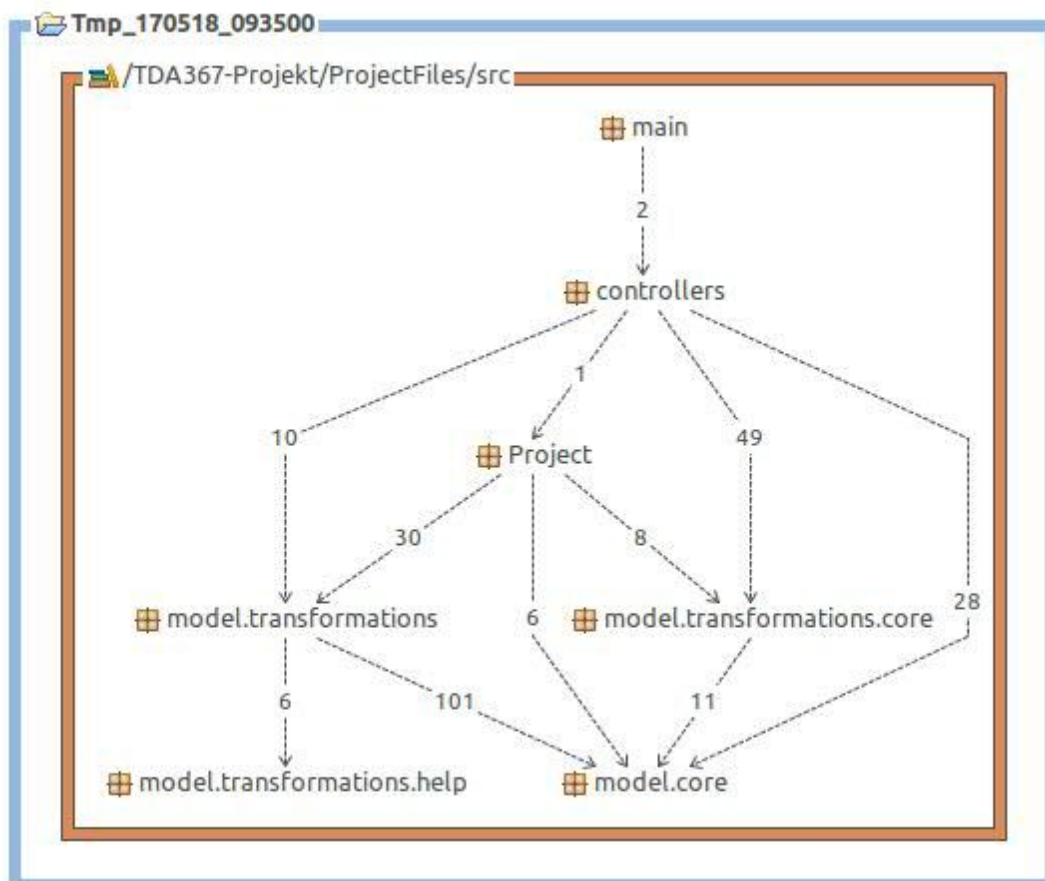 Tmp_170518_093500
/TDA367-Projekt/ProjectFiles/src
main
2
controllers
1
10
49
Project
30
8
28
model.transformations
6
model.transformations.core
6
101
11
model.transformations.help
model.core